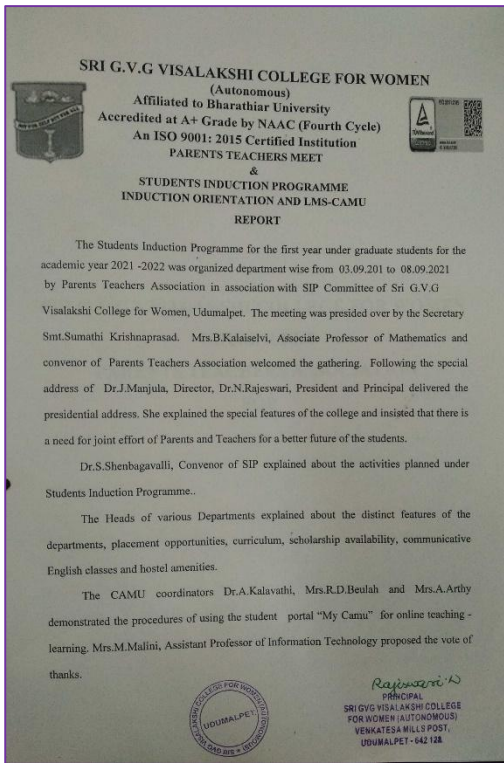 SRI G.V.G VISALAKSHI COLLEGE FOR WOMEN
(Autonomous)
Affiliated to Bharathiar University
Accredited at A+ Grade by NAAC (Fourth Cycle)
An ISO 9001: 2015 Certified Institution
PARENTS TEACHERS MEET
&
STUDENTS INDUCTION PROGRAMME
INDUCTION ORIENTATION AND LMS-CAMU
REPORT
The Students Induction Programme for the first year under graduate students for the
academic year 2021 -2022 was organized department wise from 03.09.201 to 08.09.2021
by Parents Teachers Association in association with SIP Committee of Sri G.V.G
Visalakshi College for Women, Udumalpet. The meeting was presided over by the Secretary
Smt.Sumathi Krishnaprasad. Mrs.B.Kalaiselvi, Associate Professor of Mathematics and
convenor of Parents Teachers Association welcomed the gathering. Following the special
address of Dr.J.Manjula, Director, Dr.N.Rajeswari, President and Principal delivered the
presidential address. She explained the special features of the college and insisted that there is
a need for joint effort of Parents and Teachers for a better future of the students.
Dr.S.Shenbagavalli, Convenor of SIP explained about the activities planned under
Students Induction Programme..
The Heads of various Departments explained about the distinct features of the
departments, placement opportunities, curriculum, scholarship availability, communicative
English classes and hostel amenities.
The CAMU coordinators Dr.A.Kalavathi, Mrs.R.D.Beulah and Mrs.A.Arthy
demonstrated the procedures of using the student portal “My Camu” for online teaching -
learning. Mrs.M.Malini, Assistant Professor of Information Technology proposed the vote of
thanks.
SRI GVG VISALAKSHI COLLEGE FOR WOMEN (AUTONOMOUS)
UDUMALPET
Rajeswari.N
PRINCIPAL
SRI GVG VISALAKSHI COLLEGE
FOR WOMEN (AUTONOMOUS)
VENKATESA MILLS POST,
UDUMALPET - 642 128.